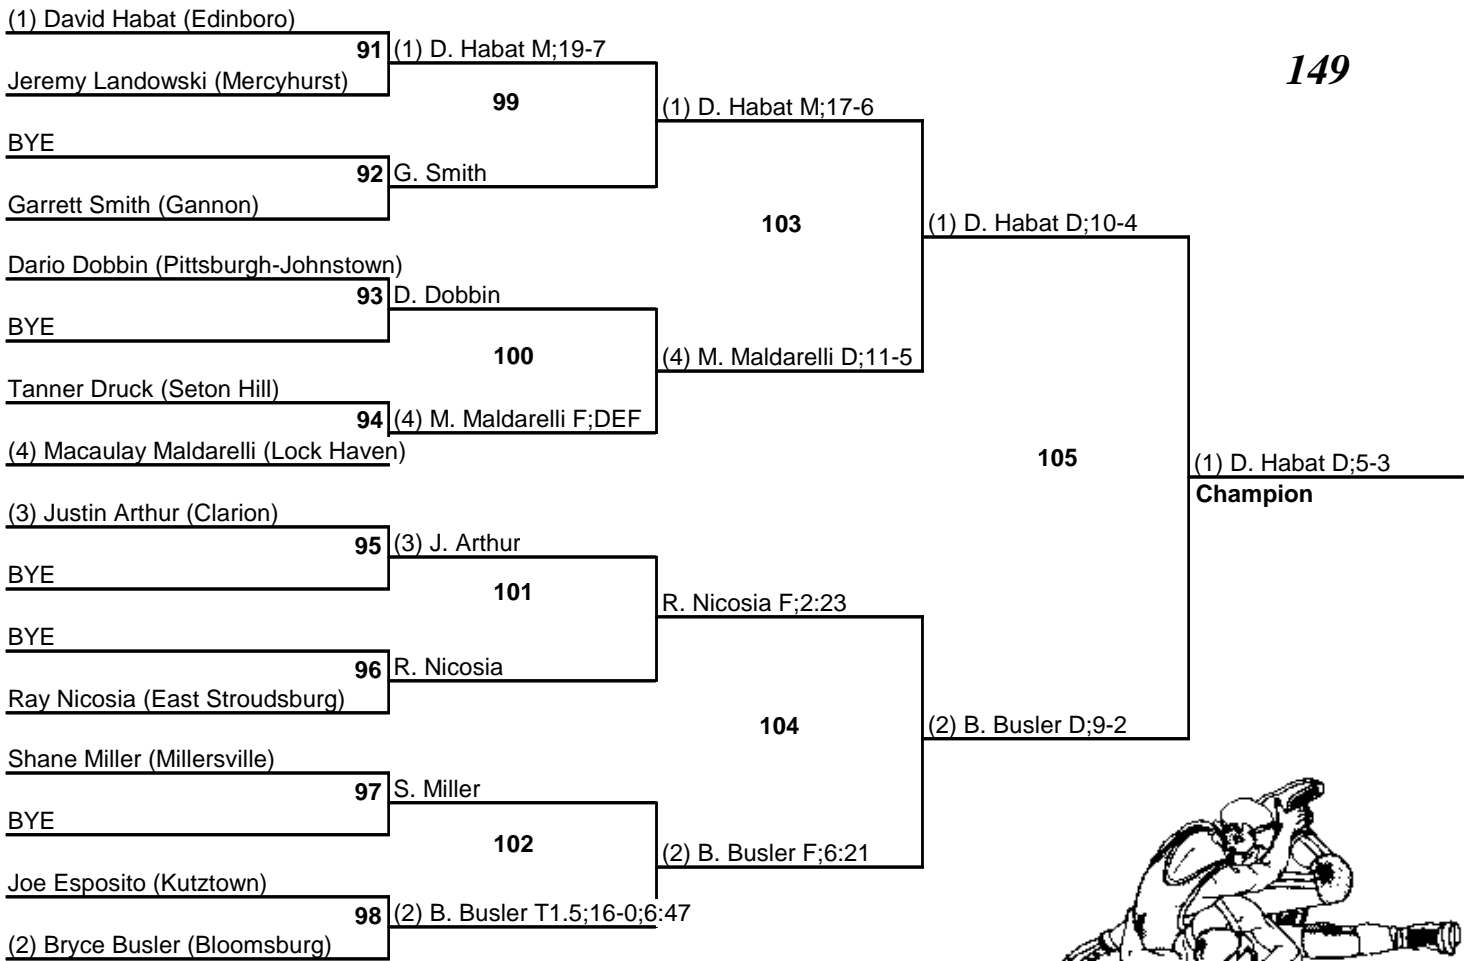 (1) David Habat (Edinboro)
91 (1) D. Habat M;19-7
149
Jeremy Landowski (Mercyhurst)
99
(1) D. Habat M;17-6
BYE
92 G. Smith
Garrett Smith (Gannon)
103
(1) D. Habat D;10-4
Dario Dobbin (Pittsburgh-Johnstown)
93 D. Dobbin
BYE
100
(4) M. Maldarelli D;11-5
Tanner Druck (Seton Hill)
94 (4) M. Maldarelli F;DEF
(4) Macaulay Maldarelli (Lock Haven)
105
(1) D. Habat D;5-3
Champion
(3) Justin Arthur (Clarion)
95 (3) J. Arthur
BYE
101
R. Nicosia F;2:23
BYE
96 R. Nicosia
Ray Nicosia (East Stroudsburg)
104
(2) B. Busler D;9-2
Shane Miller (Millersville)
97 S. Miller
BYE
102
(2) B. Busler F;6:21
Joe Esposito (Kutztown)
98 (2) B. Busler T1.5;16-0;6:47
(2) Bryce Busler (Bloomsburg)